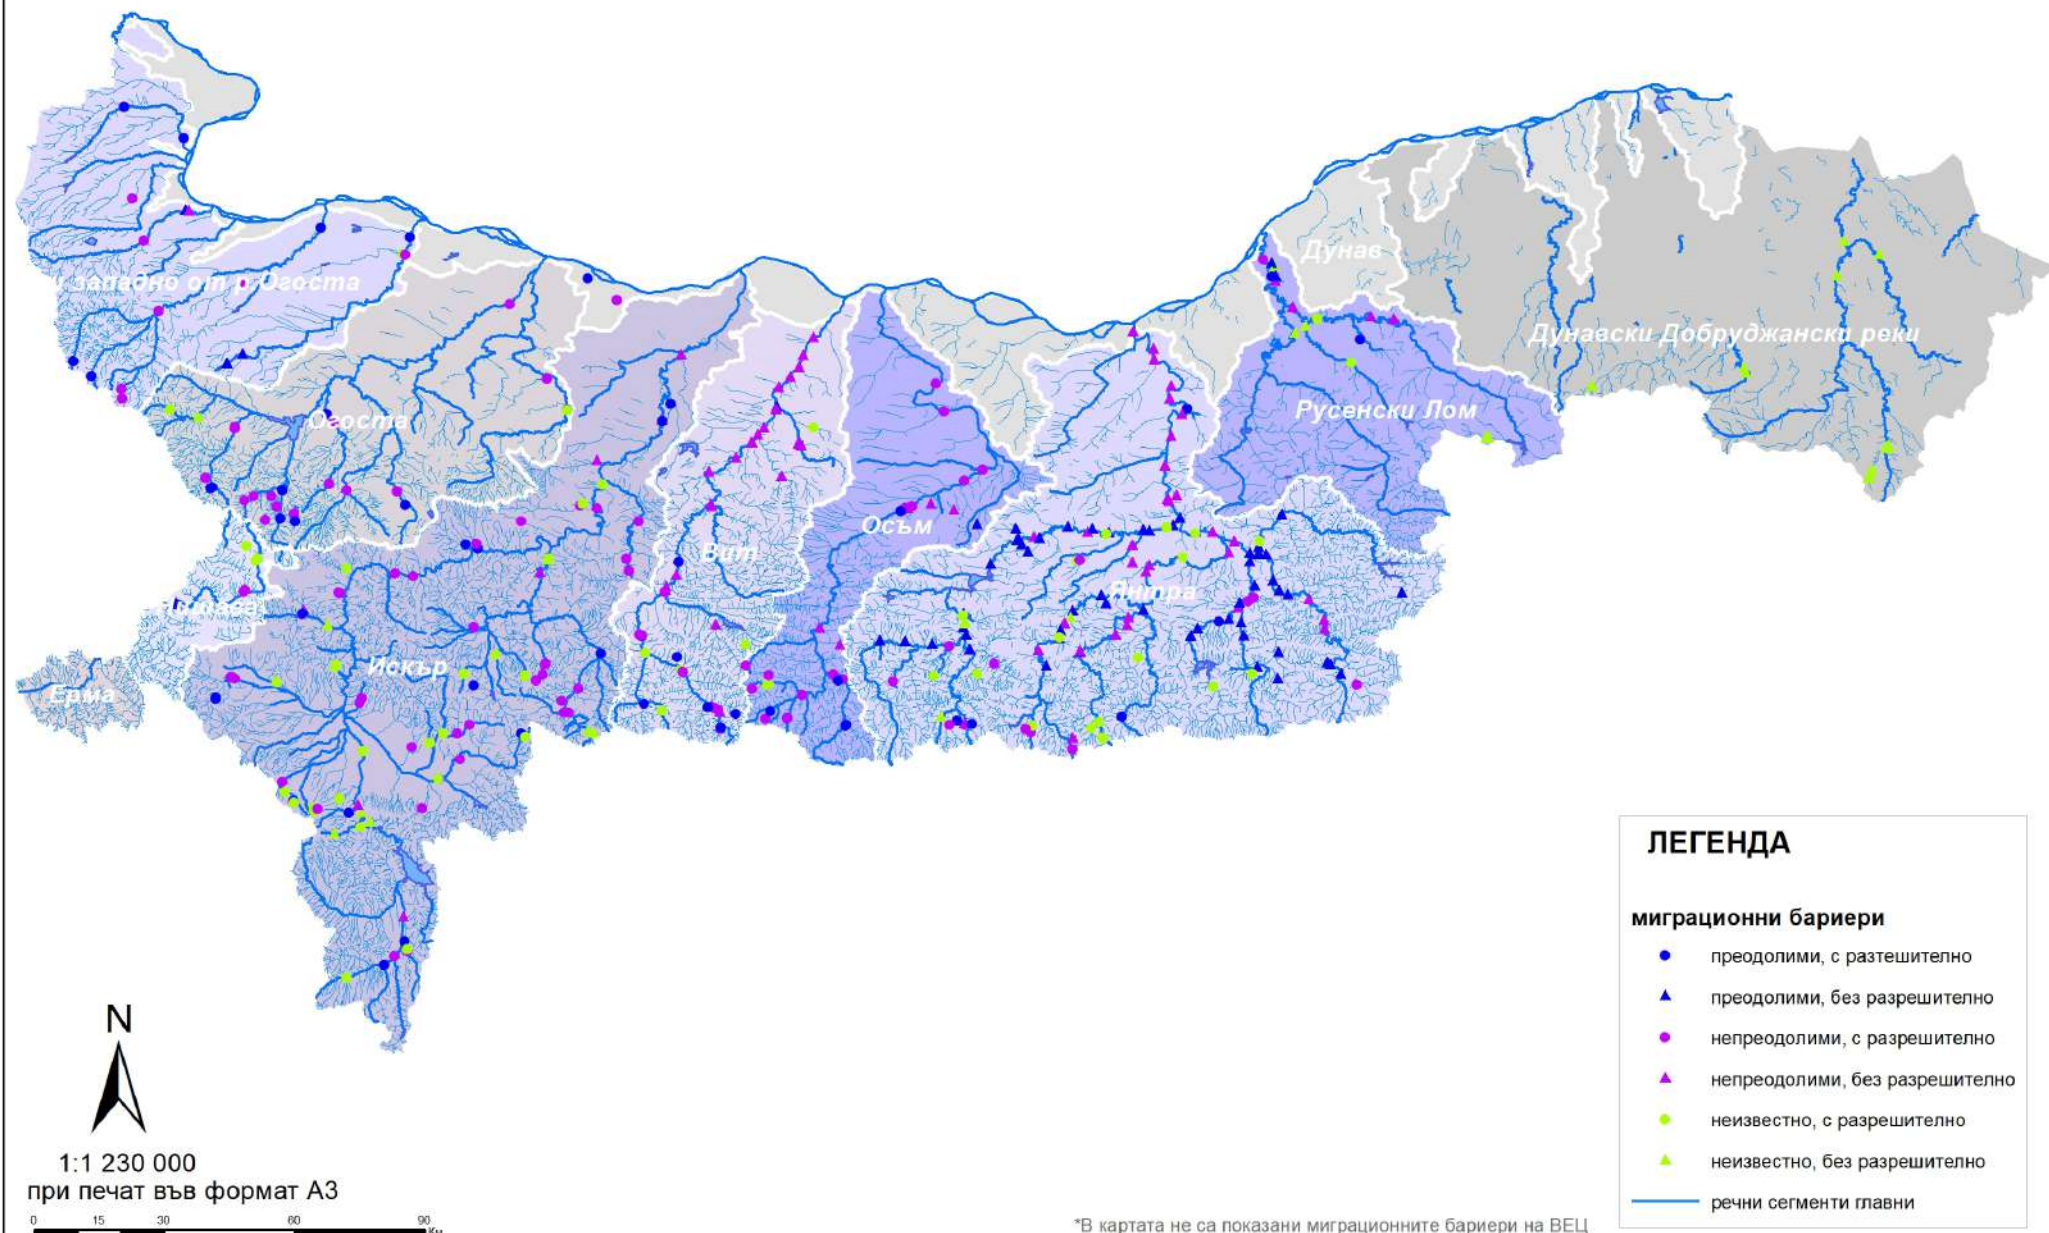 Дунав
западно от р Огоста
Дунавски Добруджански реки
Русенски Лом
Огоста
Осъм
Вит
Янтра
Искър
Ерма
ЛЕГЕНДА
миграционни бариери
преодолими, с разтешително
преодолими, без разрешително
непреодолими, с разрешително
непреодолими, без разрешително
неизвестно, с разрешително
неизвестно, без разрешително
речни сегменти главни
N
1:1 230 000
при печат във формат А3
0 15 30 60 90
Км
*В картата не са показани миграционните бариери на ВЕЦ